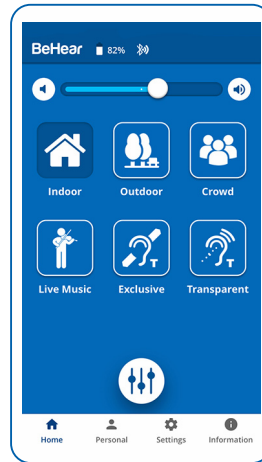 BeHear 82%
Indoor Outdoor Crowd
T T
Live Music Exclusive Transparent
Home Personal Settings Information